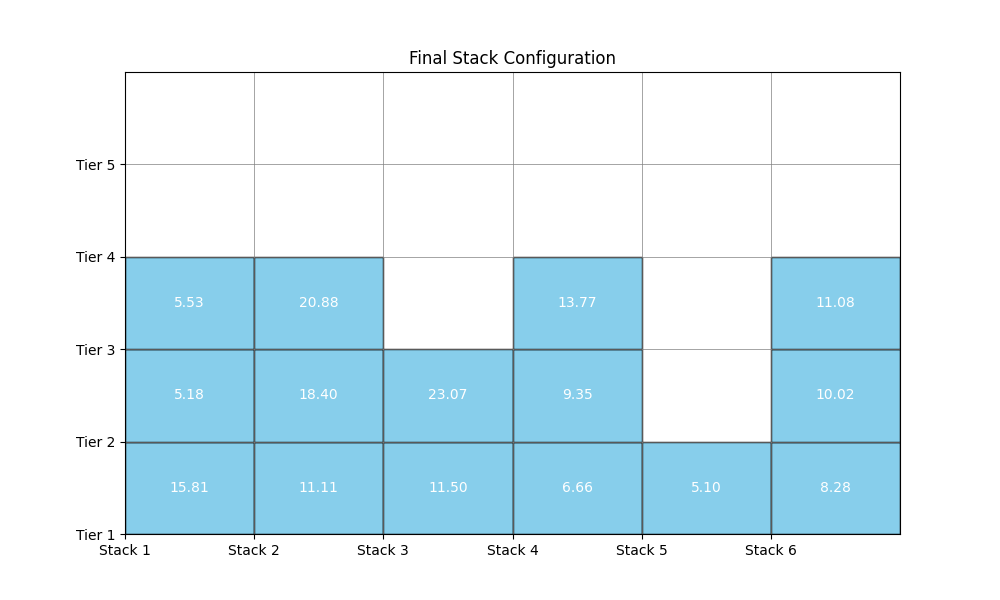 Final Stack Configuration
Tier 5
Tier 4
5.53 20.88 13.77 11.08
Tier 3
5.18 18.40 23.07 9.35 10.02
Tier 2
15.81 11.11 11.50 6.66 5.10 8.28
Tier 1
Stack 1 Stack 2 Stack 3 Stack 4 Stack 5 Stack 6